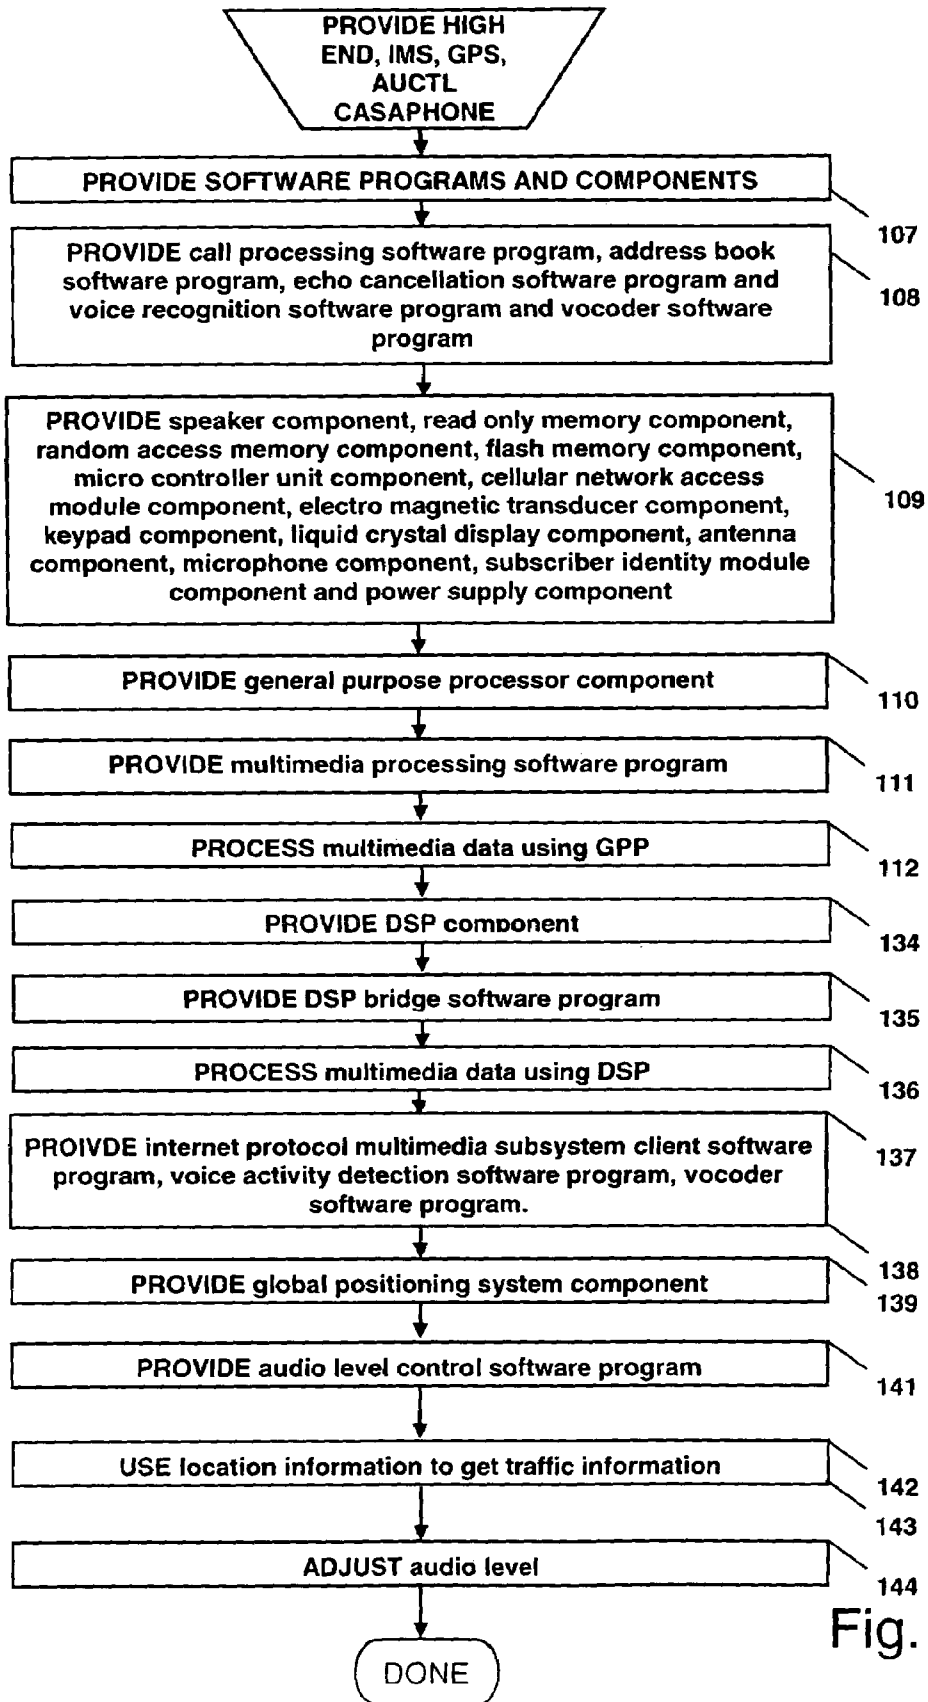 PROVIDE HIGH
END, IMS, GPS,
AUCTL
CASAPHONE
PROVIDE SOFTWARE PROGRAMS AND COMPONENTS
107
PROVIDE call processing software program, address book
software program, echo cancellation software program and
voice recognition software program and vocoder software
program
108
PROVIDE speaker component, read only memory component,
random access memory component, flash memory component,
micro controller unit component, cellular network access
module component, electro magnetic transducer component,
keypad component, liquid crystal display component, antenna
component, microphone component, subscriber identity module
component and power supply component
109
PROVIDE general purpose processor component
110
PROVIDE multimedia processing software program
111
PROCESS multimedia data using GPP
112
PROVIDE DSP component
134
PROVIDE DSP bridge software program
135
PROCESS multimedia data using DSP
136
PROIVDE internet protocol multimedia subsystem client software
program, voice activity detection software program, vocoder
software program.
137
138
PROVIDE global positioning system component
139
PROVIDE audio level control software program
141
USE location information to get traffic information
142
143
ADJUST audio level
144
Fig.
DONE